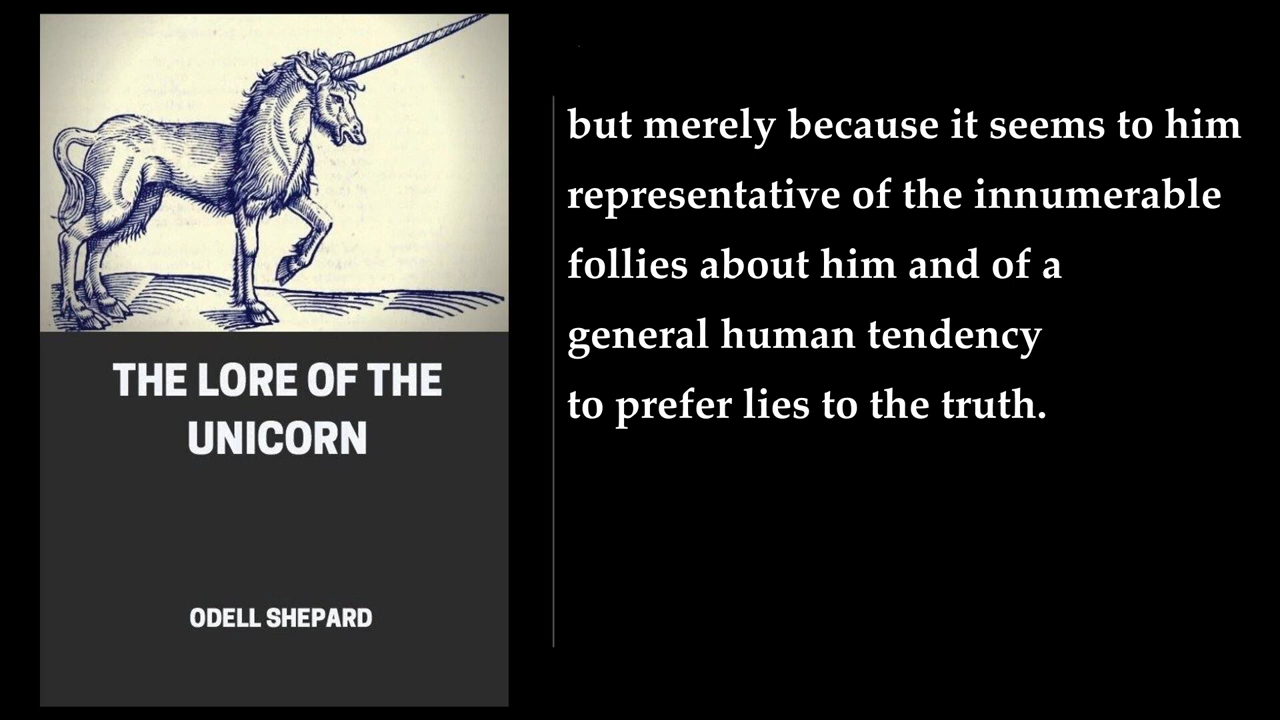 THE LORE OF THE
UNICORN
ODELL SHEPARD
but merely because it seems to him
representative of the innumerable
follies about him and of a
general human tendency
to prefer lies to the truth.